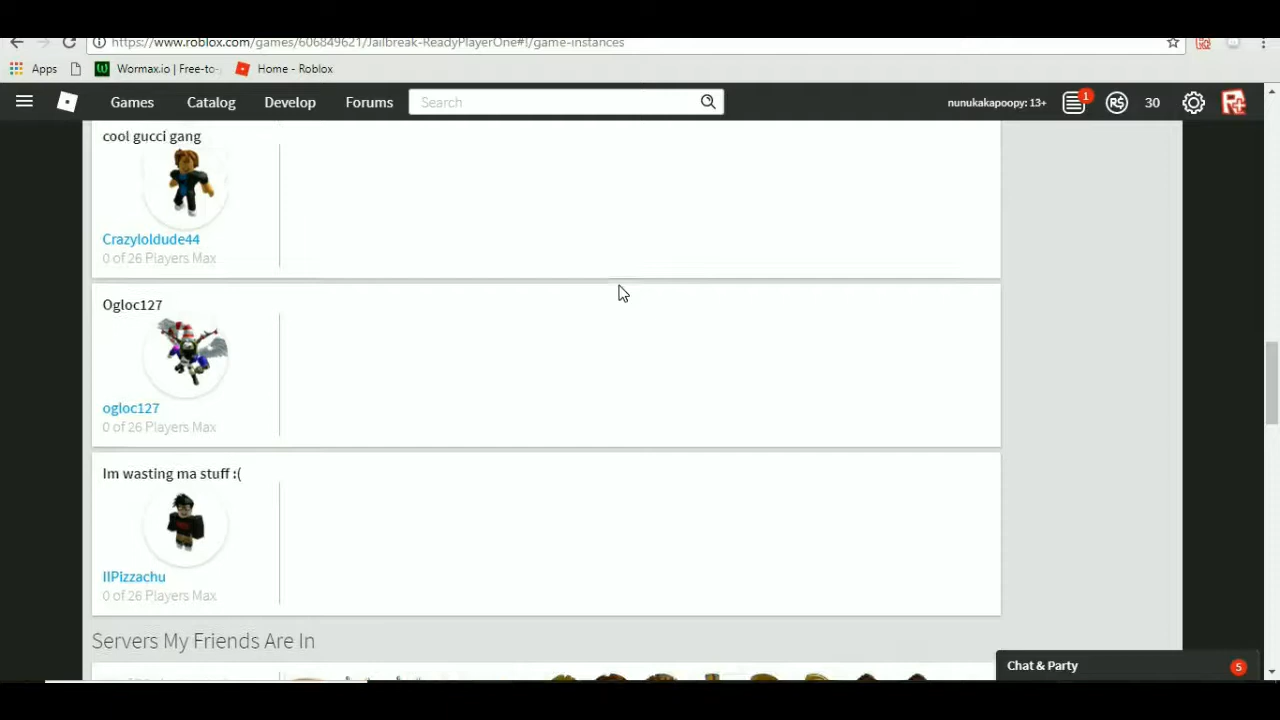 https://www.roblox.com/games/606849621/Jailbreak-ReadyPlayerOne#!/game-instances
Apps Wormax.io | Free-to- Home - Roblox
Games Catalog Develop Forums Search nunukakapoopy: 13+ 1 R$ 30
cool gucci gang
Crazyloldude44
0 of 26 Players Max
Ogloc127
ogloc127
0 of 26 Players Max
Im wasting ma stuff :(
IIPizzachu
0 of 26 Players Max
Servers My Friends Are In
Chat & Party 5